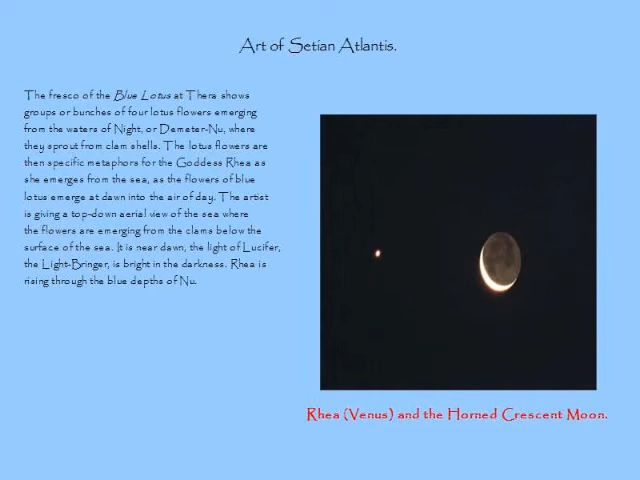 Art of Setian Atlantis.
The fresco of the Blue Lotus at Thera shows
groups or bunches of four lotus flowers emerging
from the waters of Night, or Demeter-Nu, where
they sprout from clam shells. The lotus flowers are
then specific metaphors for the Goddess Rhea as
she emerges from the sea, as the flowers of blue
lotus emerge at dawn into the air of day. The artist
is giving a top-down aerial view of the sea where
the flowers are emerging from the clams below the
surface of the sea. It is near dawn, the light of Lucifer,
the Light-Bringer, is bright in the darkness. Rhea is
rising through the blue depths of Nu.
Rhea (Venus) and the Horned Crescent Moon.